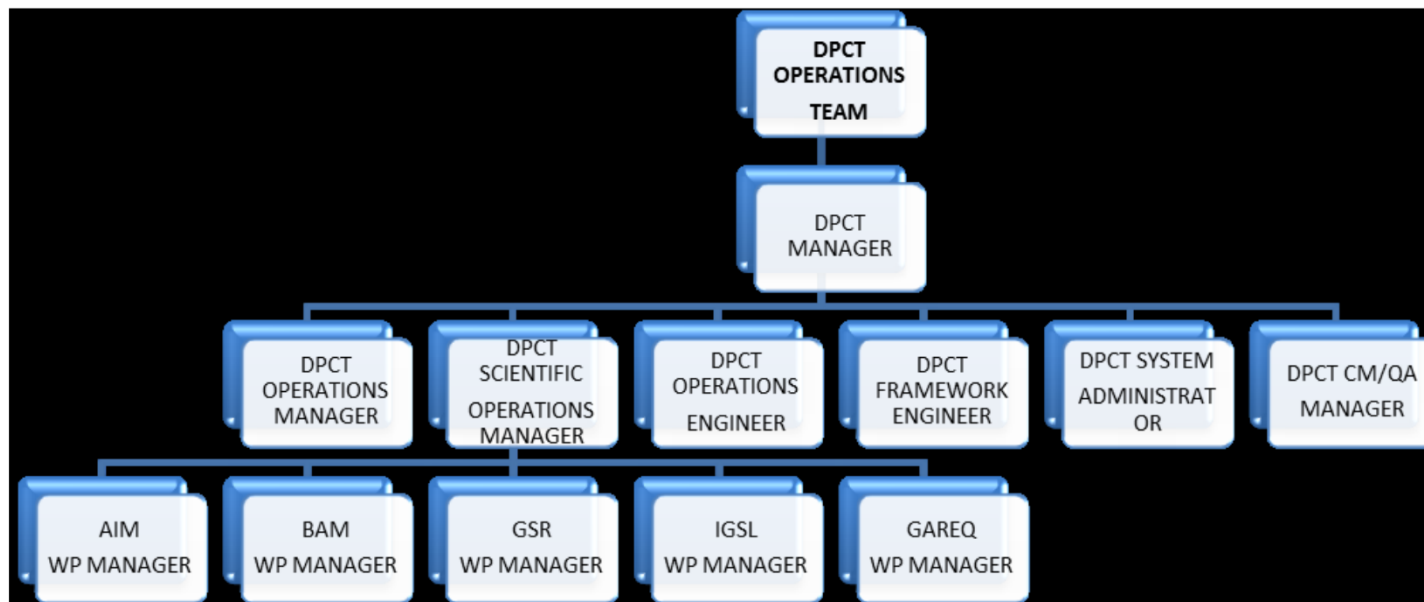 DPCT
OPERATIONS
TEAM
DPCT
MANAGER
DPCT
OPERATIONS
MANAGER
DPCT
SCIENTIFIC
OPERATIONS
MANAGER
DPCT
OPERATIONS
ENGINEER
DPCT
FRAMEWORK
ENGINEER
DPCT SYSTEM
ADMINISTRAT
OR
DPCT CM/QA
MANAGER
AIM
WP MANAGER
BAM
WP MANAGER
GSR
WP MANAGER
IGSL
WP MANAGER
GAREQ
WP MANAGER